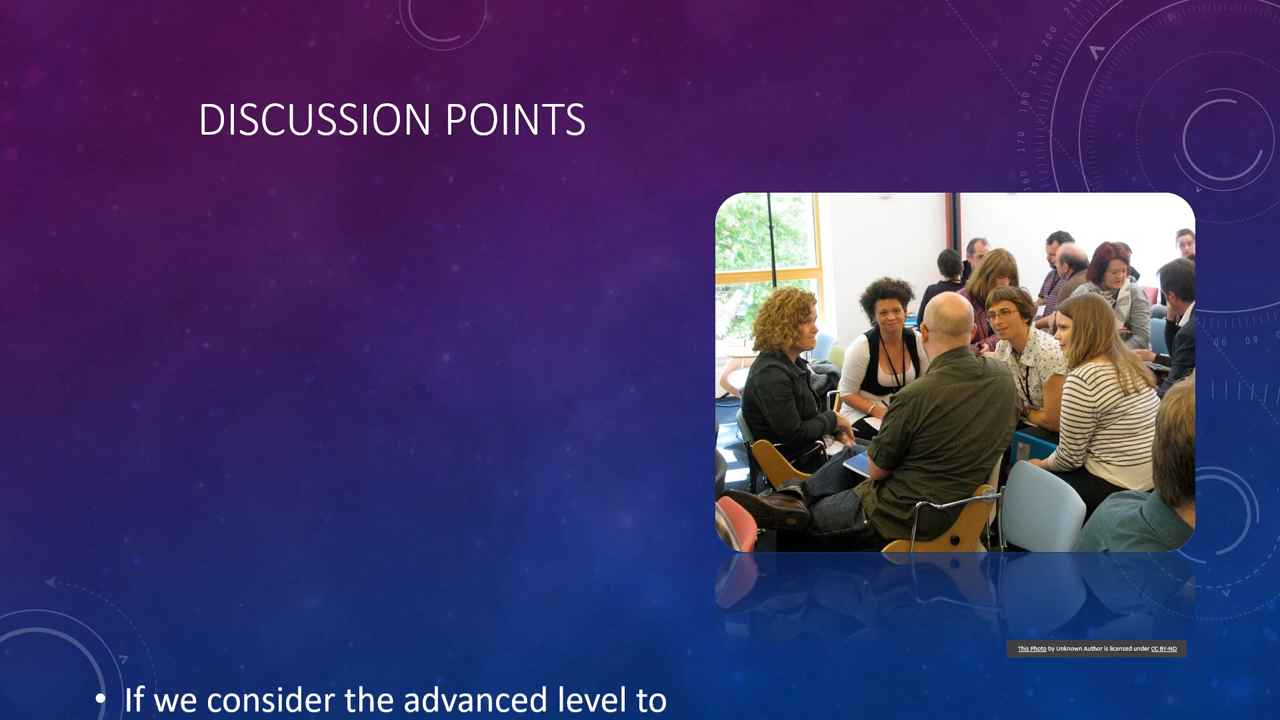 DISCUSSION POINTS
This Photo by Unknown Author is licensed under CC BY-ND
• If we consider the advanced level to